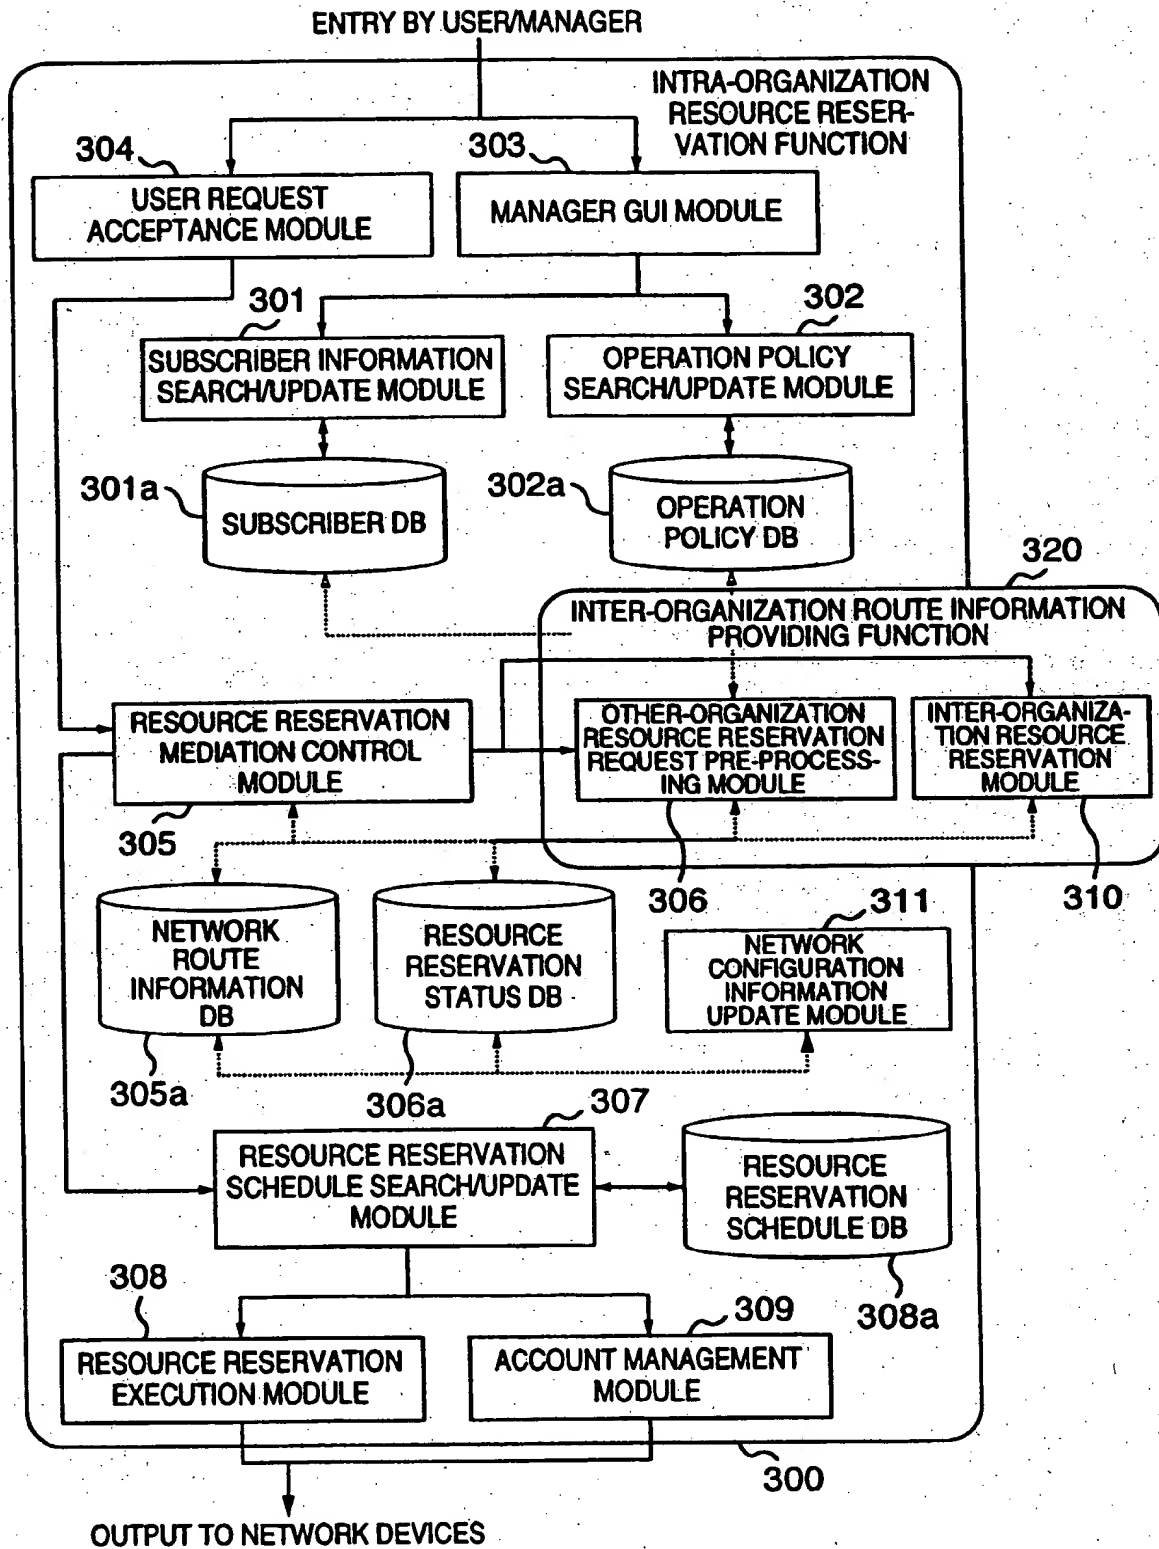 ENTRY BY USER/MANAGER
INTRA-ORGANIZATION
RESOURCE RESER-
VATION FUNCTION
304
303
USER REQUEST
ACCEPTANCE MODULE
MANAGER GUI MODULE
301
302
SUBSCRIBER INFORMATION
SEARCH/UPDATE MODULE
OPERATION POLICY
SEARCH/UPDATE MODULE
301a
SUBSCRIBER DB
302a
OPERATION
POLICY DB
320
INTER-ORGANIZATION ROUTE INFORMATION
PROVIDING FUNCTION
RESOURCE RESERVATION
MEDIATION CONTROL
MODULE
OTHER-ORGANIZATION
RESOURCE RESERVATION
REQUEST PRE-PROCESS-
ING MODULE
INTER-ORGANIZA-
TION RESOURCE
RESERVATION
MODULE
305
306
310
311
NETWORK
ROUTE
INFORMATION
DB
RESOURCE
RESERVATION
STATUS DB
NETWORK
CONFIGURATION
INFORMATION
UPDATE MODULE
305a
306a
307
RESOURCE RESERVATION
SCHEDULE SEARCH/UPDATE
MODULE
RESOURCE
RESERVATION
SCHEDULE DB
308
309
308a
RESOURCE RESERVATION
EXECUTION MODULE
ACCOUNT MANAGEMENT
MODULE
300
OUTPUT TO NETWORK DEVICES